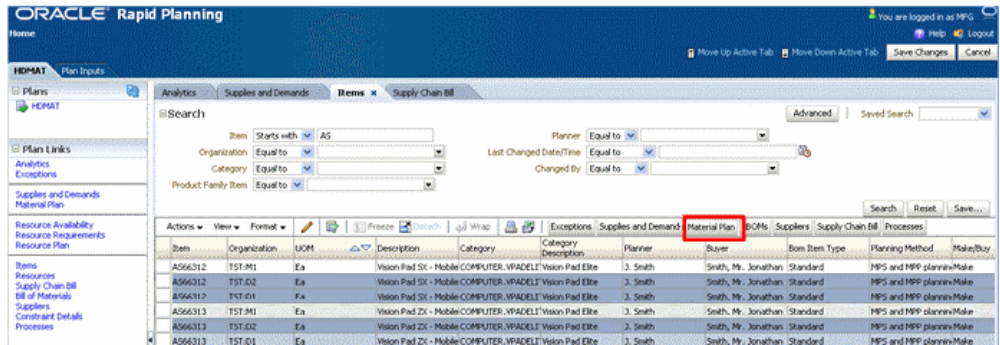 ORACLE Rapid Planning
You are logged in as MFG
Home
Help Logout
Move Up Active Tab Move Down Active Tab Save Changes Cancel
HDMAT Plan Inputs
Plans
HDMAT
Plan Links
Analytics
Exceptions
Supplies and Demands
Material Plan
Resource Availability
Resource Requirements
Resource Plan
Items
Resources
Supply Chain Bill
Bill of Materials
Suppliers
Constraint Details
Processes
Analytics Supplies and Demands Items x Supply Chain Bill
Search
Advanced Saved Search
Item Starts with AS Planner Equal to
Organization Equal to Last Changed Date/Time Equal to
Category Equal to Changed By Equal to
Product Family Item Equal to
Search Reset Save...
Actions View Format Freeze Detach Wrap Exceptions Supplies and Demand Material Plan BOMs Suppliers Supply Chain Bill Processes
Item Organization UOM Description Category Category Description Planner Buyer Bom Item Type Planning Method Make/Buy
AS66312 TST:M1 Ea Vision Pad SX - Mobile COMPUTER.VPADELIT Vision Pad Elite J. Smith Smith, Mr. Jonathan Standard MPS and MPP plannin Make
AS66312 TST:D2 Ea Vision Pad SX - Mobile COMPUTER.VPADELIT Vision Pad Elite J. Smith Smith, Mr. Jonathan Standard MPS and MPP plannin Make
AS66312 TST:D1 Ea Vision Pad SX - Mobile COMPUTER.VPADELIT Vision Pad Elite J. Smith Smith, Mr. Jonathan Standard MPS and MPP plannin Make
AS66313 TST:M1 Ea Vision Pad ZX - Mobile COMPUTER.VPADELIT Vision Pad Elite J. Smith Smith, Mr. Jonathan Standard MPS and MPP plannin Make
AS66313 TST:D2 Ea Vision Pad ZX - Mobile COMPUTER.VPADELIT Vision Pad Elite J. Smith Smith, Mr. Jonathan Standard MPS and MPP plannin Make
AS66313 TST:D1 Ea Vision Pad ZX - Mobile COMPUTER.VPADELIT Vision Pad Elite J. Smith Smith, Mr. Jonathan Standard MPS and MPP plannin Make